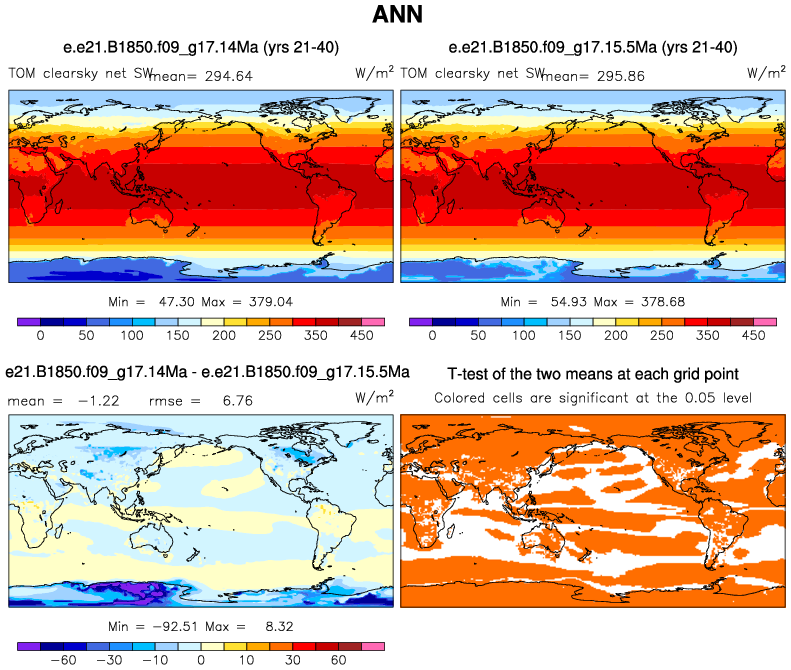 ANN
e.e21.B1850.f09_g17.14Ma (yrs 21-40)
TOM clearsky net SW mean= 294.64 W/m²
Min = 47.30 Max = 379.04
0 50 100 150 200 250 300 350 450
e.e21.B1850.f09_g17.15.5Ma (yrs 21-40)
TOM clearsky net SW mean= 295.86 W/m²
Min = 54.93 Max = 378.68
0 50 100 150 200 250 300 350 450
e21.B1850.f09_g17.14Ma - e.e21.B1850.f09_g17.15.5Ma
mean = -1.22 rmse = 6.76 W/m²
Min = -92.51 Max = 8.32
-60 -30 -10 0 10 30 60
T-test of the two means at each grid point
Colored cells are significant at the 0.05 level